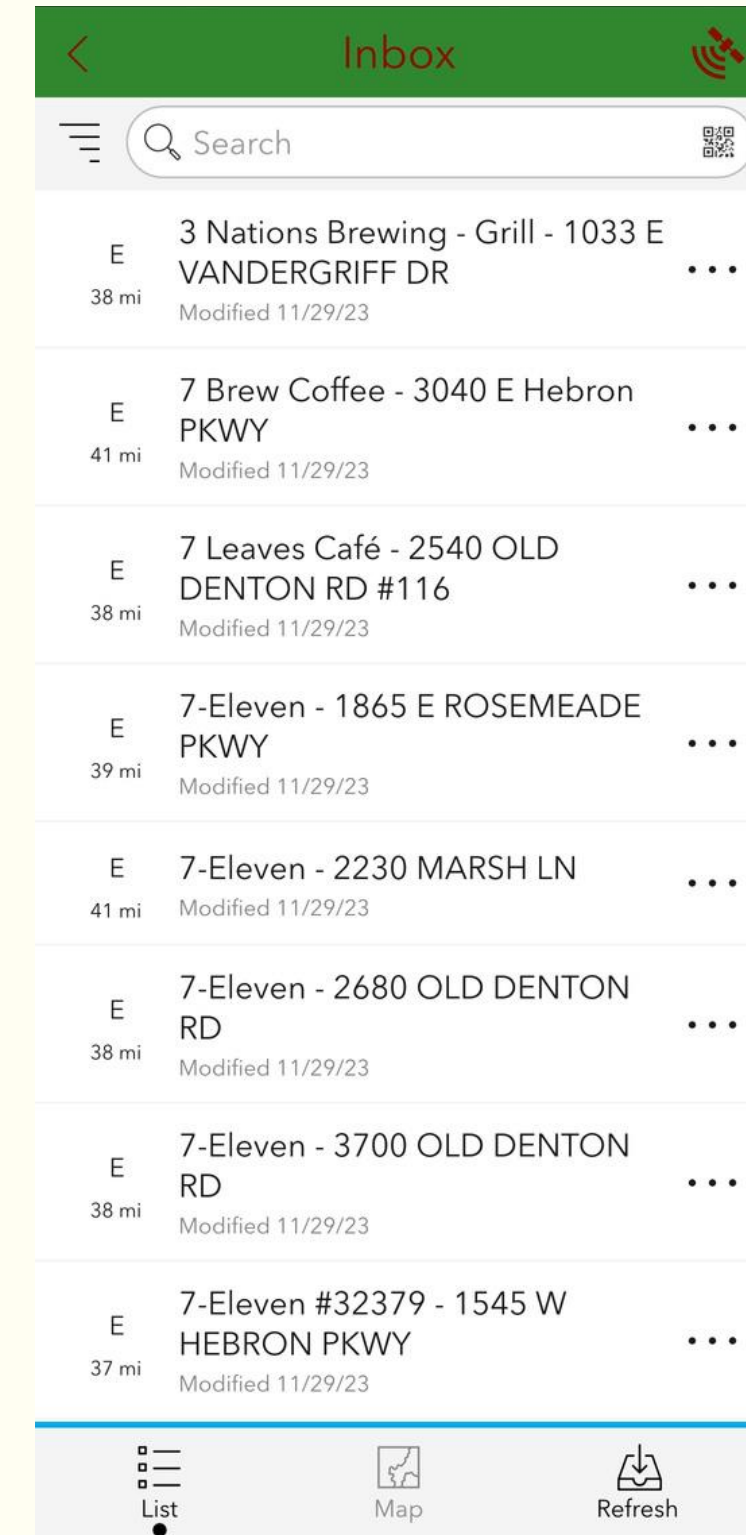 Inbox
Search
E
38 mi
3 Nations Brewing - Grill - 1033 E
VANDERGRIFF DR
Modified 11/29/23
E
41 mi
7 Brew Coffee - 3040 E Hebron
PKWY
Modified 11/29/23
E
38 mi
7 Leaves Café - 2540 OLD
DENTON RD #116
Modified 11/29/23
E
39 mi
7-Eleven - 1865 E ROSEMEADE
PKWY
Modified 11/29/23
E
41 mi
7-Eleven - 2230 MARSH LN
Modified 11/29/23
E
38 mi
7-Eleven - 2680 OLD DENTON
RD
Modified 11/29/23
E
38 mi
7-Eleven - 3700 OLD DENTON
RD
Modified 11/29/23
E
37 mi
7-Eleven #32379 - 1545 W
HEBRON PKWY
Modified 11/29/23
List
Map
Refresh